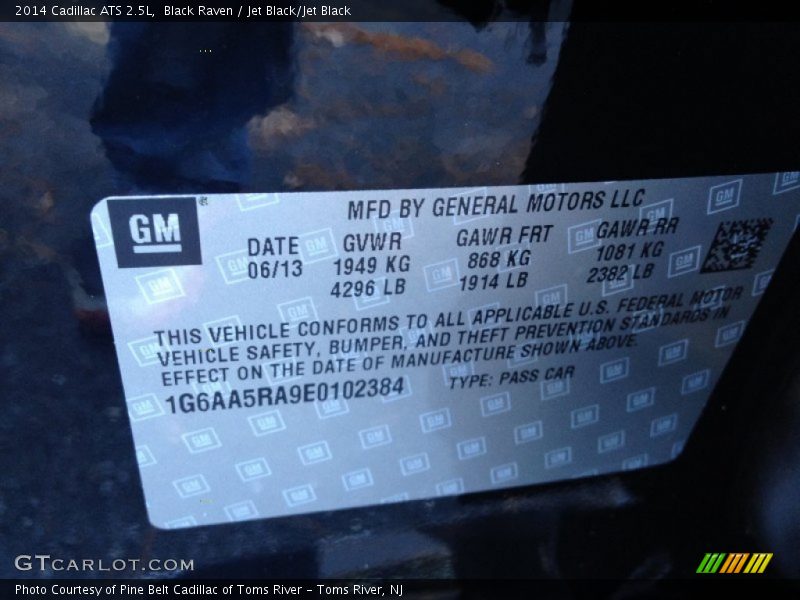 2014 Cadillac ATS 2.5L, Black Raven / Jet Black/Jet Black
GM ®
MFD BY GENERAL MOTORS LLC
DATE GVWR GAWR FRT GAWR RR
06/13 1949 KG 868 KG 1081 KG
4296 LB 1914 LB 2382 LB
THIS VEHICLE CONFORMS TO ALL APPLICABLE U.S. FEDERAL MOTOR
VEHICLE SAFETY, BUMPER, AND THEFT PREVENTION STANDARDS IN
EFFECT ON THE DATE OF MANUFACTURE SHOWN ABOVE.
1G6AA5RA9E0102384 TYPE: PASS CAR
GTCARLOT.COM
Photo Courtesy of Pine Belt Cadillac of Toms River – Toms River, NJ